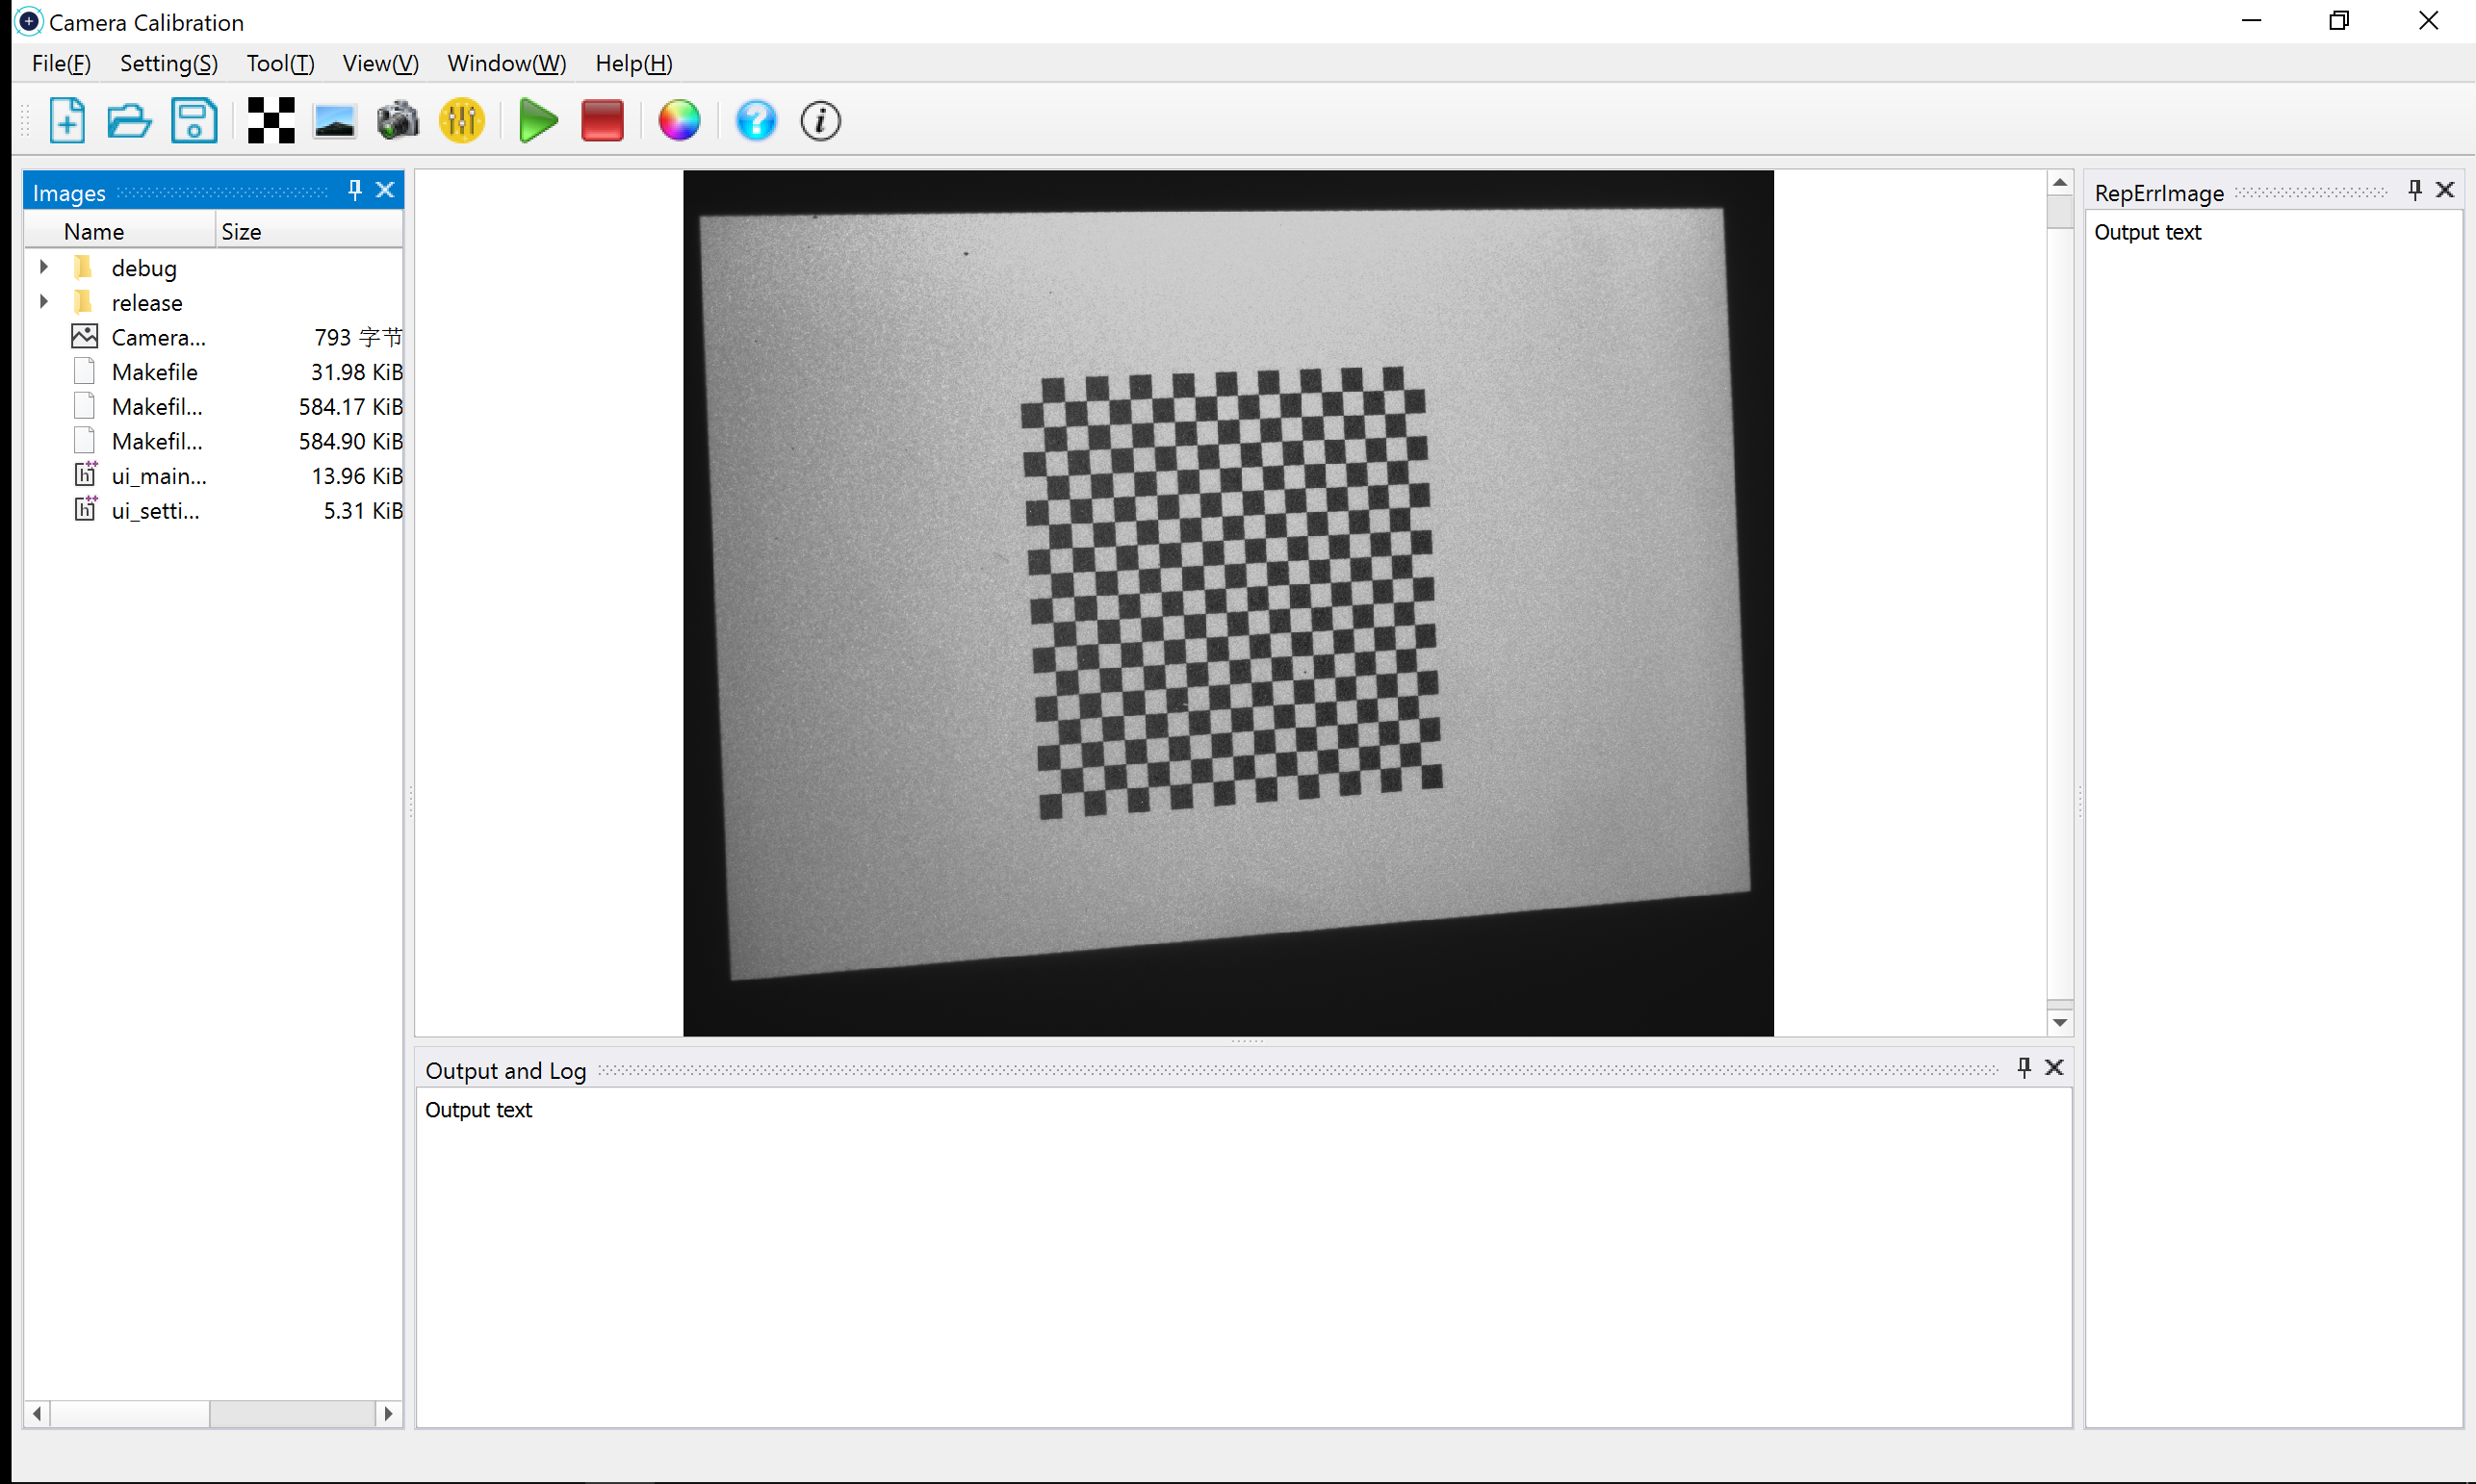 Camera Calibration
File(F) Setting(S) Tool(T) View(V) Window(W) Help(H)
Images
Name Size
debug
release
Camera... 793 字节
Makefile 31.98 KiB
Makefil... 584.17 KiB
Makefil... 584.90 KiB
ui_main... 13.96 KiB
ui_setti... 5.31 KiB
RepErrImage
Output text
Output and Log
Output text